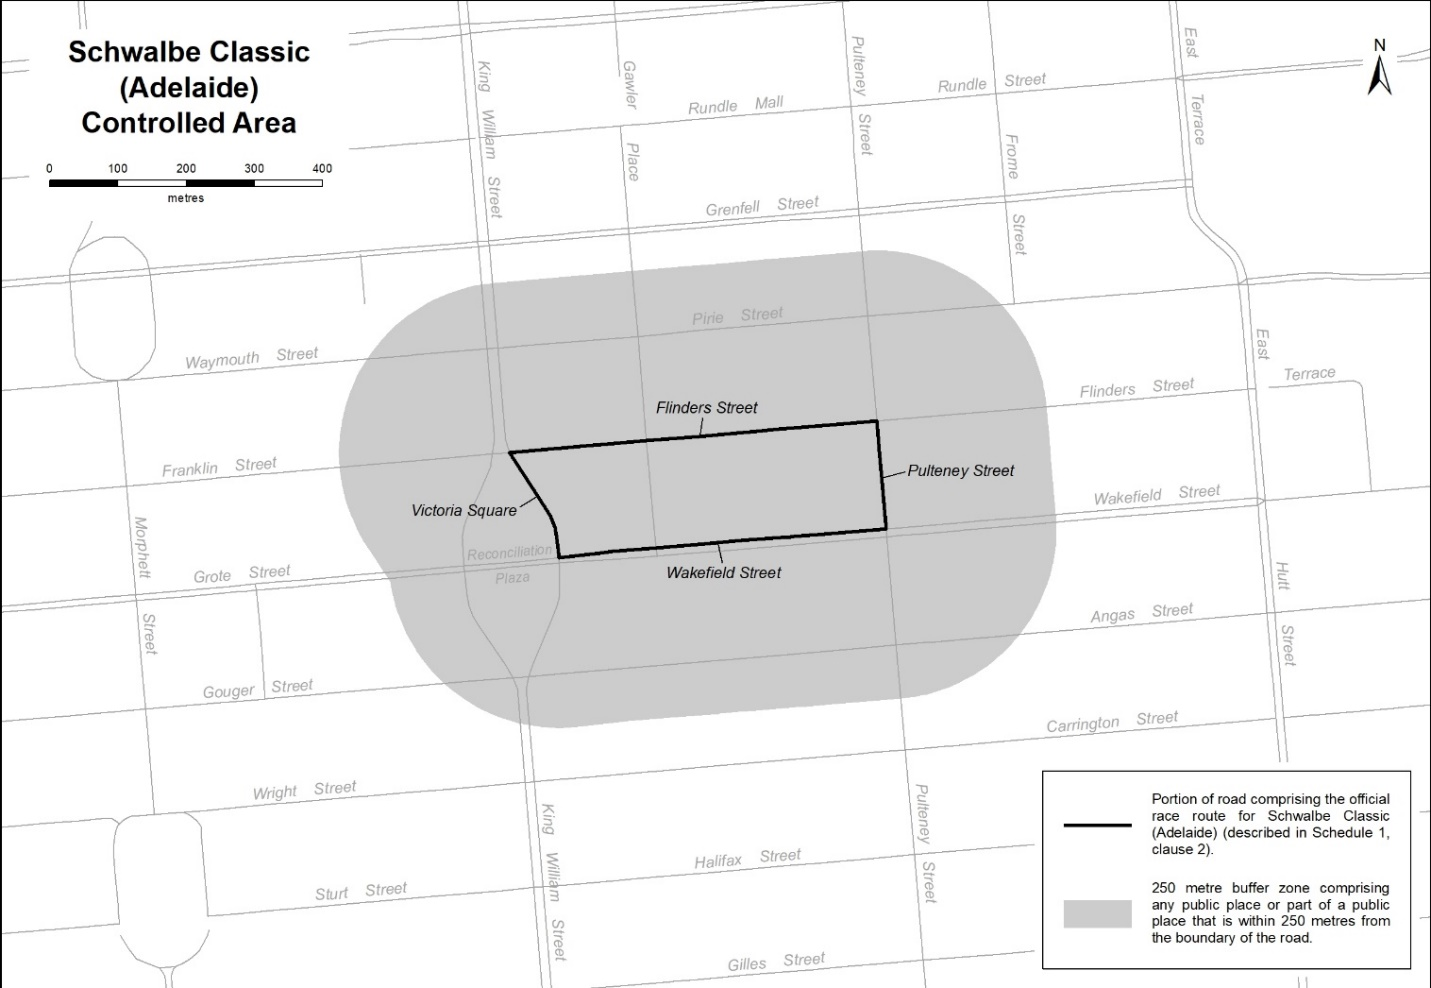 Schwalbe Classic
(Adelaide)
Controlled Area
0 100 200 300 400
metres
N
King William Street
Gawler Place
Pulteney Street
Rundle Mall
Rundle Street
Frome Street
East Terrace
Grenfell Street
Pirie Street
Waymouth Street
East Terrace
Flinders Street
Flinders Street
Franklin Street
Pulteney Street
Victoria Square
Wakefield Street
Morphett Street
Reconciliation
Plaza
Grote Street
Wakefield Street
Hutt Street
Angas Street
Gouger Street
Carrington Street
Wright Street
King William Street
Pulteney Street
Halifax Street
Sturt Street
Gilles Street
Portion of road comprising the official
race route for Schwalbe Classic
(Adelaide) (described in Schedule 1,
clause 2).
250 metre buffer zone comprising
any public place or part of a public
place that is within 250 metres from
the boundary of the road.